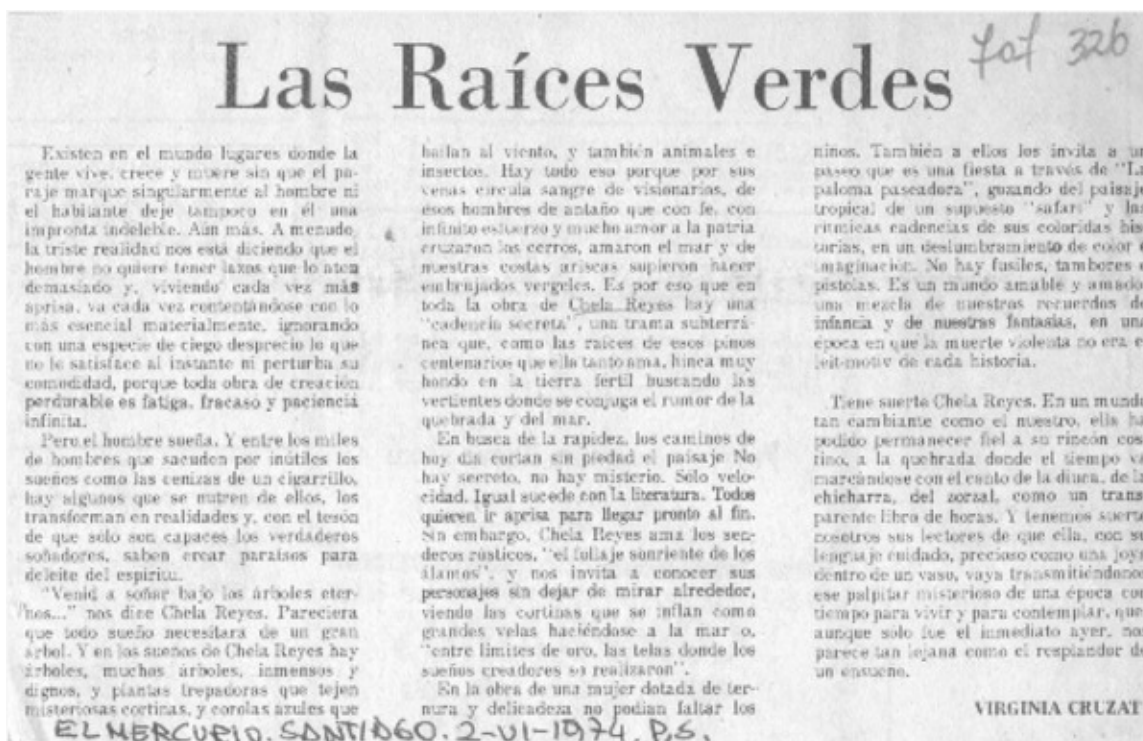 Las Raíces Verdes
326
Existen en el mundo lugares donde la
gente vive, crece y muere sin que el pa-
raje marque singularmente al hombre ni
el habitante deje tampoco en él una
impronta indeleble. Aún más. A menudo,
la triste realidad nos está diciendo que el
hombre no quiere tener lazos que lo aten
demasiado y, viviendo cada vez más
aprisa, va cada vez contentándose con lo
más esencial materialmente, ignorando
con una especie de ciego desprecio lo que
no le satisface al instante ni perturba su
comodidad, porque toda obra de creación
perdurable es fatiga, fracaso y paciencia
infinita.
Pero el hombre sueña. Y entre los miles
de hombres que sacuden por inútiles los
sueños como las cenizas de un cigarrillo,
hay algunos que se nutren de ellos, los
transforman en realidades y, con el tesón
de que sólo son capaces los verdaderos
soñadores, saben crear paraísos para
deleite del espíritu.
"Venid a soñar bajo los árboles eter-
nos..." nos dice Chela Reyes. Pareciera
que todo sueño necesitara de un gran
árbol. Y en los sueños de Chela Reyes hay
árboles, muchos árboles, inmensos y
dignos, y plantas trepadoras que tejen
misteriosas cortinas, y corolas azules que
bailan al viento, y también animales e
insectos. Hay todo eso porque por sus
venas circula sangre de visionarios, de
esos hombres de antaño que con fe, con
infinito esfuerzo y mucho amor a la patria
cruzaron los cerros, amaron el mar y de
nuestras costas ariscas supieron hacer
embrujados vergeles. Es por eso que en
toda la obra de Chela Reyes hay una
"cadencia secreta", una trama subterrá-
nea que, como las raíces de esos pinos
centenarios que ella tanto ama, hinca muy
hondo en la tierra fértil buscando las
vertientes donde se conjuga el rumor de la
quebrada y del mar.
En busca de la rapidez, los caminos de
hoy día cortan sin piedad el paisaje No
hay secreto, no hay misterio. Sólo velo-
cidad. Igual sucede con la literatura. Todos
quieren ir aprisa para llegar pronto al fin.
Sin embargo, Chela Reyes ama los sen-
deros rústicos, "el follaje sonriente de los
álamos", y nos invita a conocer sus
personajes sin dejar de mirar alrededor,
viendo las cortinas que se inflan como
grandes velas haciéndose a la mar o,
"entre límites de oro, las telas donde los
sueños creadores se realizaron".
En la obra de una mujer dotada de ter-
nura y delicadeza no podían faltar los
niños. También a ellos los invita a un
paseo que es una fiesta a través de "La
paloma paseadora", gozando del paisaje
tropical de un supuesto "safari" y las
rítmicas cadencias de sus coloridas his-
torias, en un deslumbramiento de color e
imaginación. No hay fusiles, tambores e
pistolas. Es un mundo amable y amado,
una mezcla de nuestros recuerdos de
infancia y de nuestras fantasías, en una
época en que la muerte violenta no era el
leit-motiv de cada historia.
Tiene suerte Chela Reyes. En un mundo
tan cambiante como el nuestro, ella ha
podido permanecer fiel a su rincón cos-
tino, a la quebrada donde el tiempo va
marcándose con el canto de la diuca, de la
chicharra, del zorzal, como un trans-
parente libro de horas. Y tenemos suerte
nosotros sus lectores de que ella, con su
lenguaje cuidado, precioso como una joya
dentro de un vaso, vaya transmitiéndonos
ese palpitar misterioso de una época con
tiempo para vivir y para contemplar, que
aunque sólo fue el inmediato ayer, nos
parece tan lejana como el resplandor de
un ensueño.
VIRGINIA CRUZAT
EL MERCURIO. SANTIAGO. 2-VI-1974. P.5.